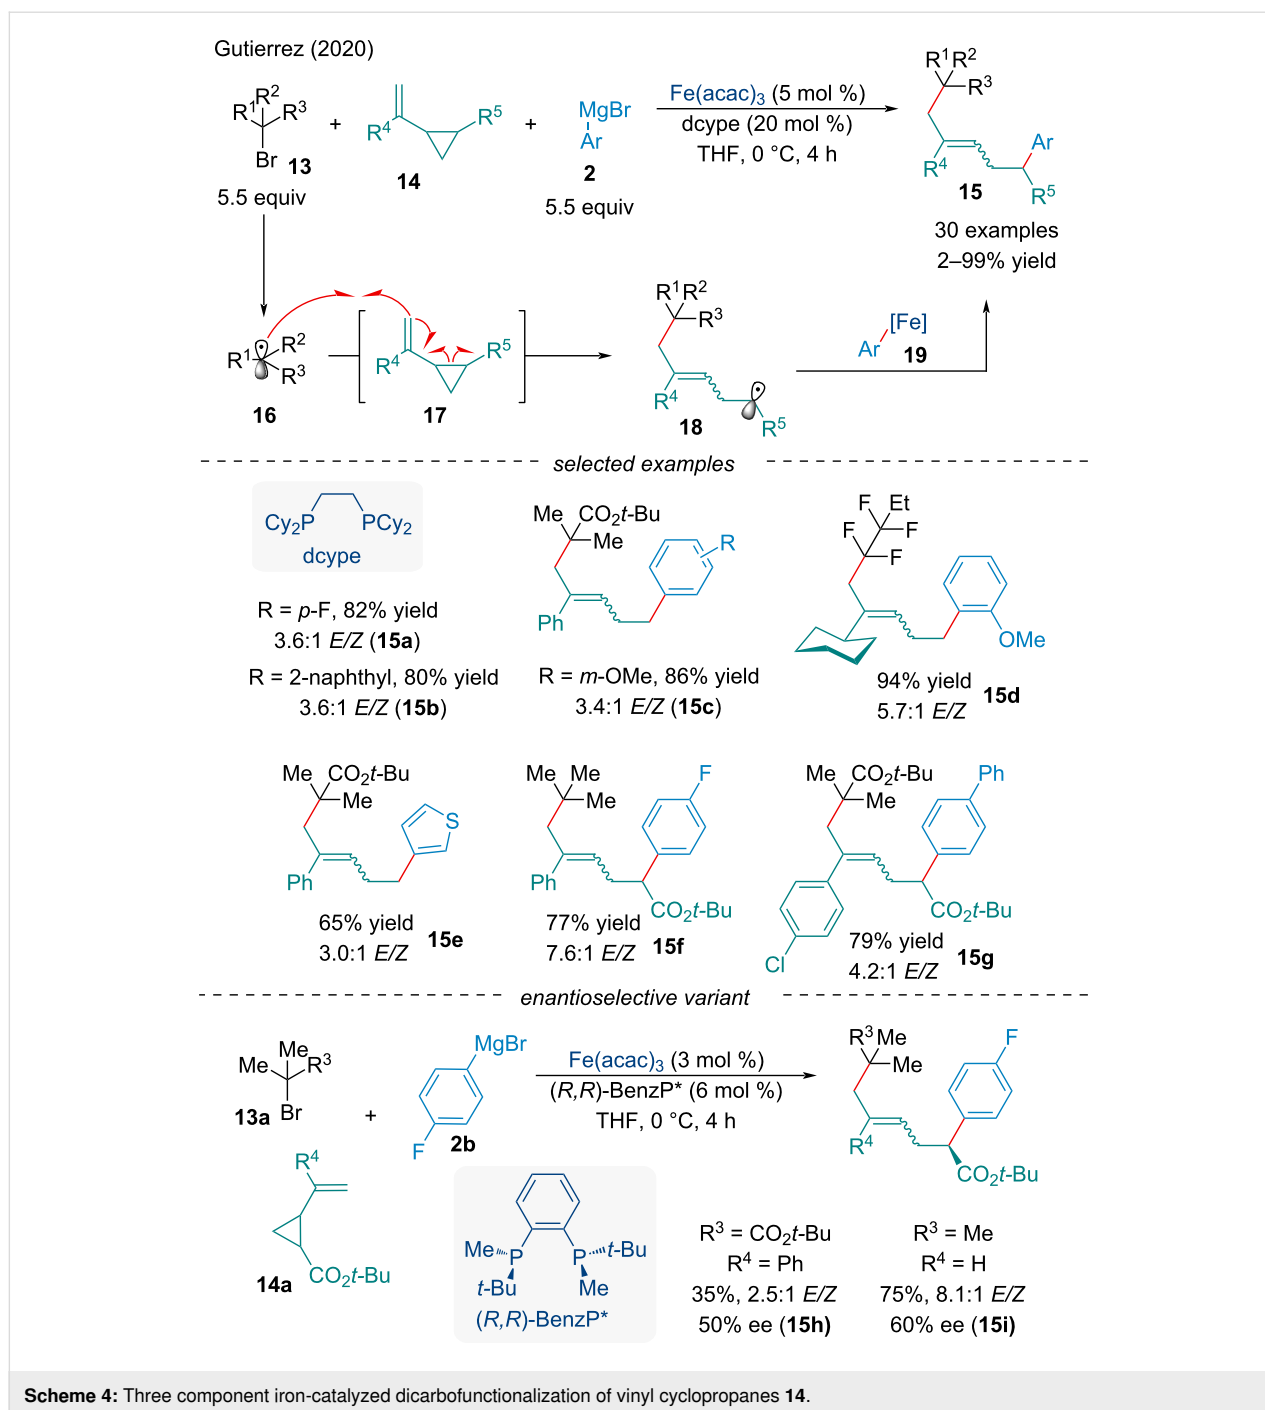 Gutierrez (2020)
R¹ R² R³
Br 13
5.5 equiv
+
R⁴ R⁵
14
+
MgBr
Ar
2
5.5 equiv
Fe(acac)₃ (5 mol %)
dcype (20 mol %)
THF, 0 °C, 4 h
R¹ R² R³
R⁴ Ar R⁵
15
30 examples
2–99% yield
R¹ R² R³
16
R⁴ R⁵
17
R¹ R² R³
R⁴ R⁵
18
[Fe]
Ar 19
selected examples
Cy₂P PCy₂
dcype
R = p-F, 82% yield
3.6:1 E/Z (15a)
R = 2-naphthyl, 80% yield
3.6:1 E/Z (15b)
Me CO₂t-Bu
Me
R
Ph
R = m-OMe, 86% yield
3.4:1 E/Z (15c)
F Et
F F
F
OMe
94% yield
5.7:1 E/Z
15d
Me CO₂t-Bu
Me
S
Ph
65% yield
3.0:1 E/Z
15e
Me Me
Me
F
Ph
CO₂t-Bu
77% yield
7.6:1 E/Z
15f
Me CO₂t-Bu
Me
Ph
CO₂t-Bu
Cl
79% yield
4.2:1 E/Z
15g
enantioselective variant
Me
Me R³
Br
13a
+
MgBr
F
2b
R⁴
CO₂t-Bu
14a
Fe(acac)₃ (3 mol %)
(R,R)-BenzP* (6 mol %)
THF, 0 °C, 4 h
Me P P t-Bu
t-Bu Me
(R,R)-BenzP*
R³ Me
Me
F
R⁴
CO₂t-Bu
R³ = CO₂t-Bu
R⁴ = Ph
35%, 2.5:1 E/Z
50% ee (15h)
R³ = Me
R⁴ = H
75%, 8.1:1 E/Z
60% ee (15i)
Scheme 4: Three component iron-catalyzed dicarbofunctionalization of vinyl cyclopropanes 14.